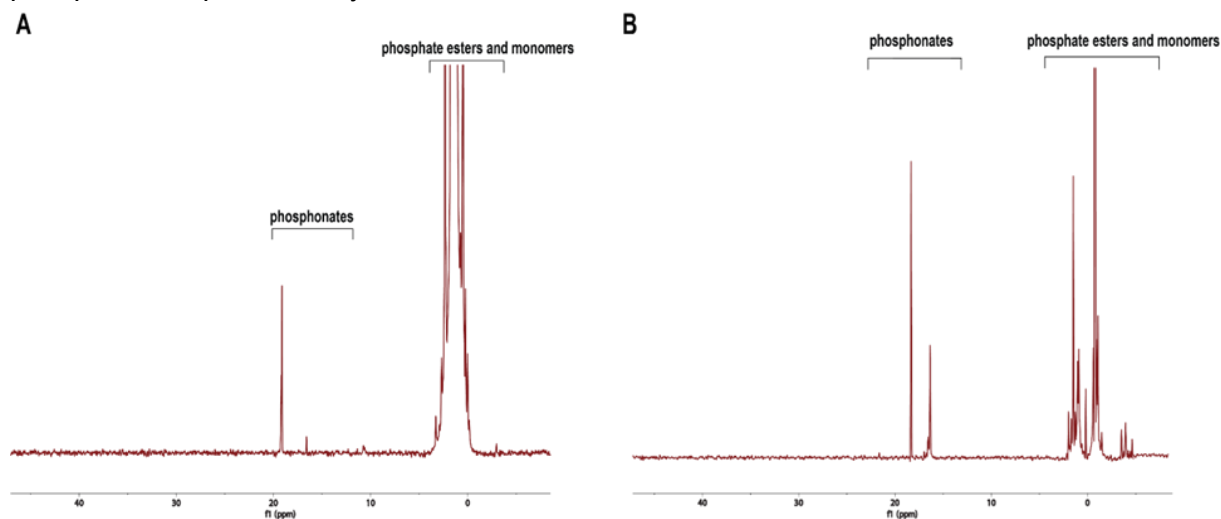 A
phosphate esters and monomers
phosphonates
40 30 20 10 0
f1 (ppm)
B
phosphonates
phosphate esters and monomers
40 30 20 10 0
f1 (ppm)